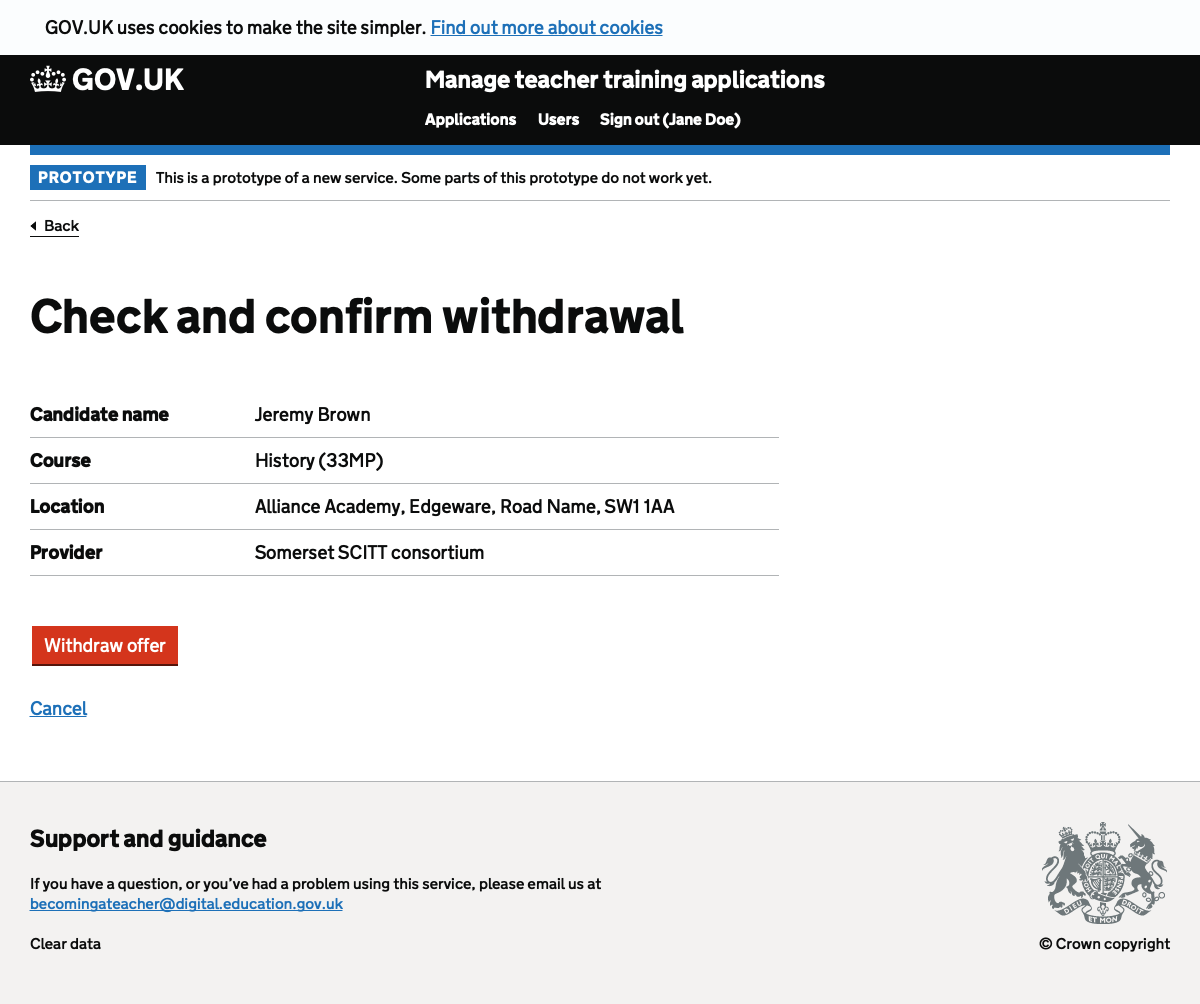 GOV.UK uses cookies to make the site simpler. Find out more about cookies
GOV.UK
Manage teacher training applications
Applications Users Sign out (Jane Doe)
PROTOTYPE This is a prototype of a new service. Some parts of this prototype do not work yet.
Back
Check and confirm withdrawal
Candidate name Jeremy Brown
Course History (33MP)
Location Alliance Academy, Edgeware, Road Name, SW1 1AA
Provider Somerset SCITT consortium
Withdraw offer
Cancel
Support and guidance
If you have a question, or you’ve had a problem using this service, please email us at
becomingateacher@digital.education.gov.uk
Clear data
DIEU ET MON DROIT
© Crown copyright